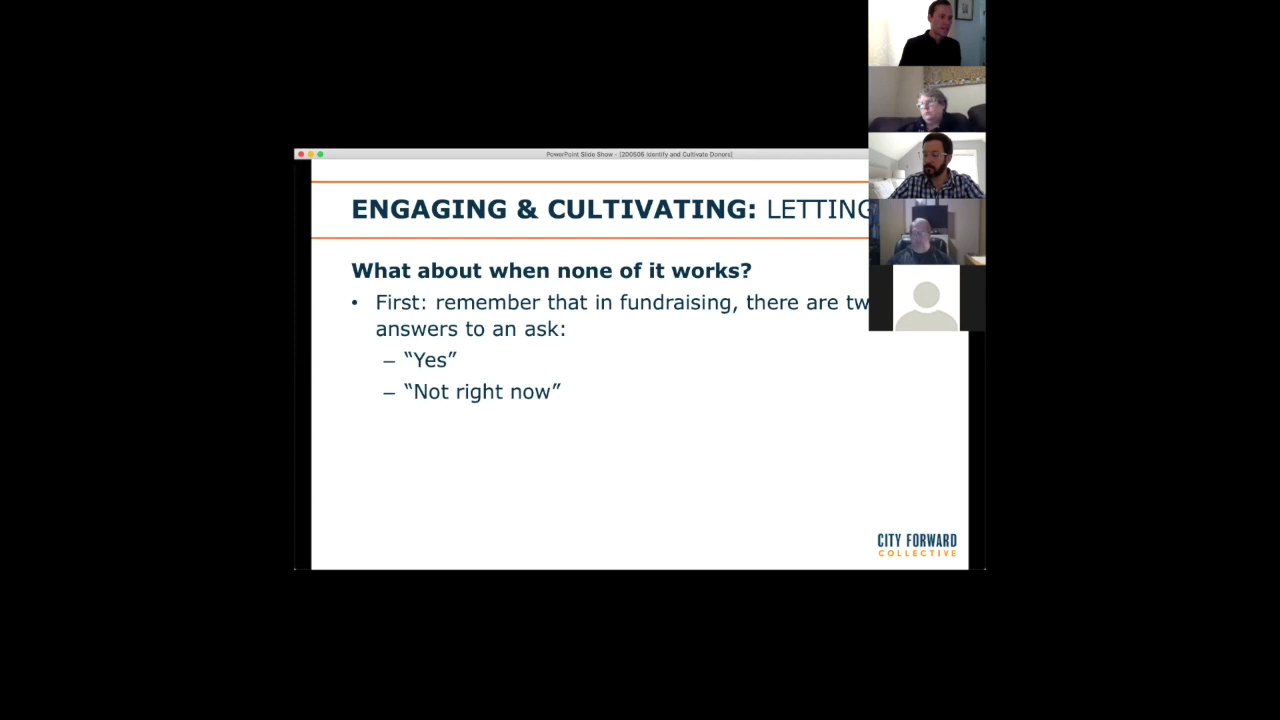 PowerPoint Slide Show - [200506 Identify and Cultivate Donors]
ENGAGING & CULTIVATING: LETTING
What about when none of it works?
• First: remember that in fundraising, there are tw
answers to an ask:
– “Yes”
– “Not right now”
CITY FORWARD
COLLECTIVE